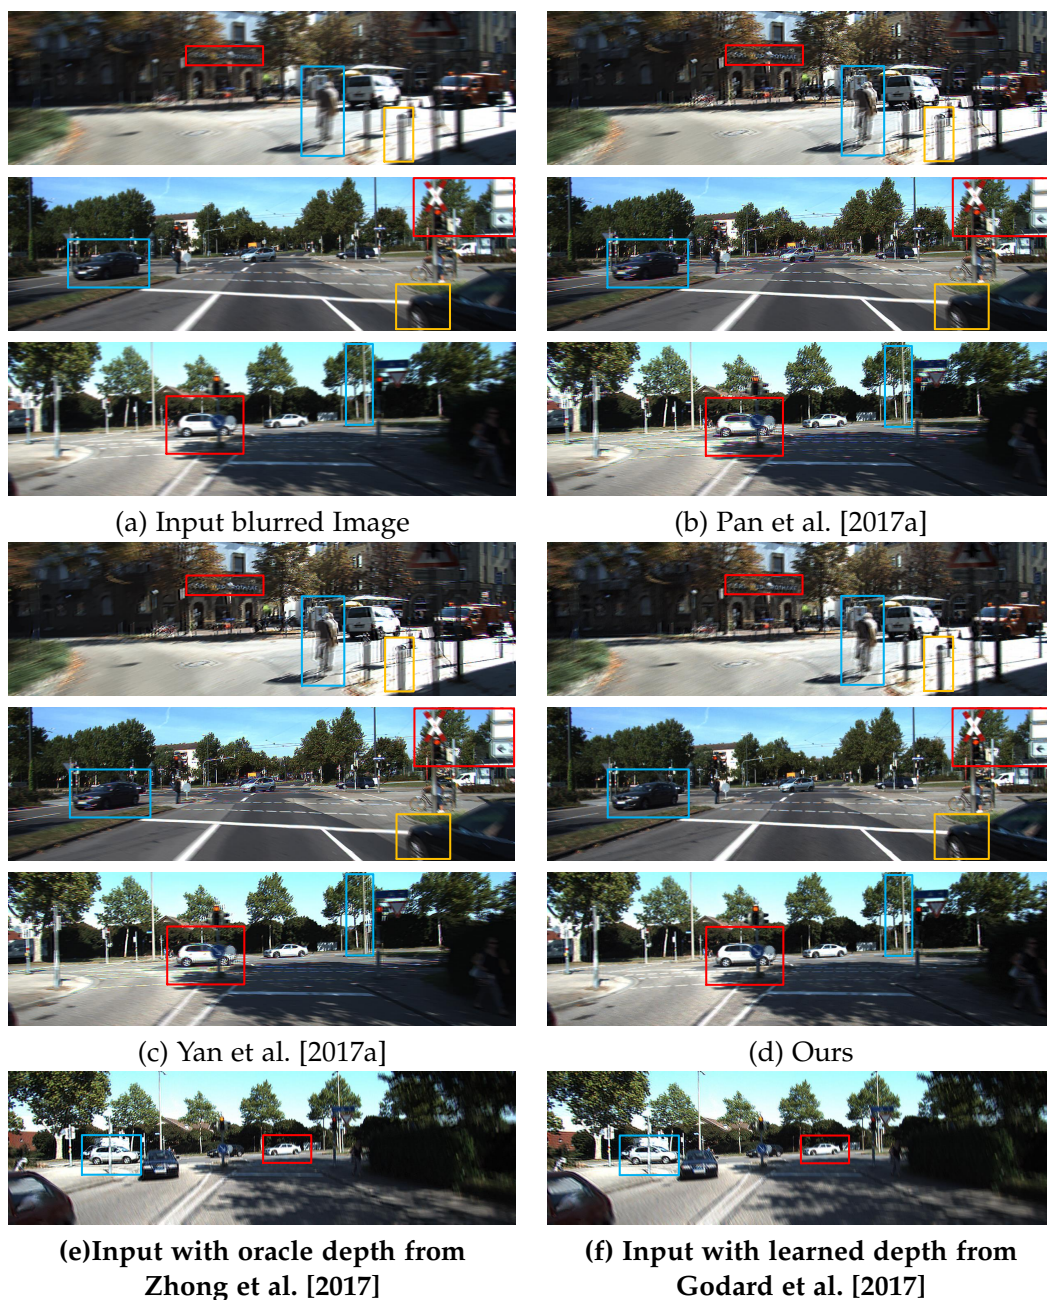 (a) Input blurred Image
(b) Pan et al. [2017a]
(c) Yan et al. [2017a]
(d) Ours
(e)Input with oracle depth from
Zhong et al. [2017]
(f) Input with learned depth from
Godard et al. [2017]